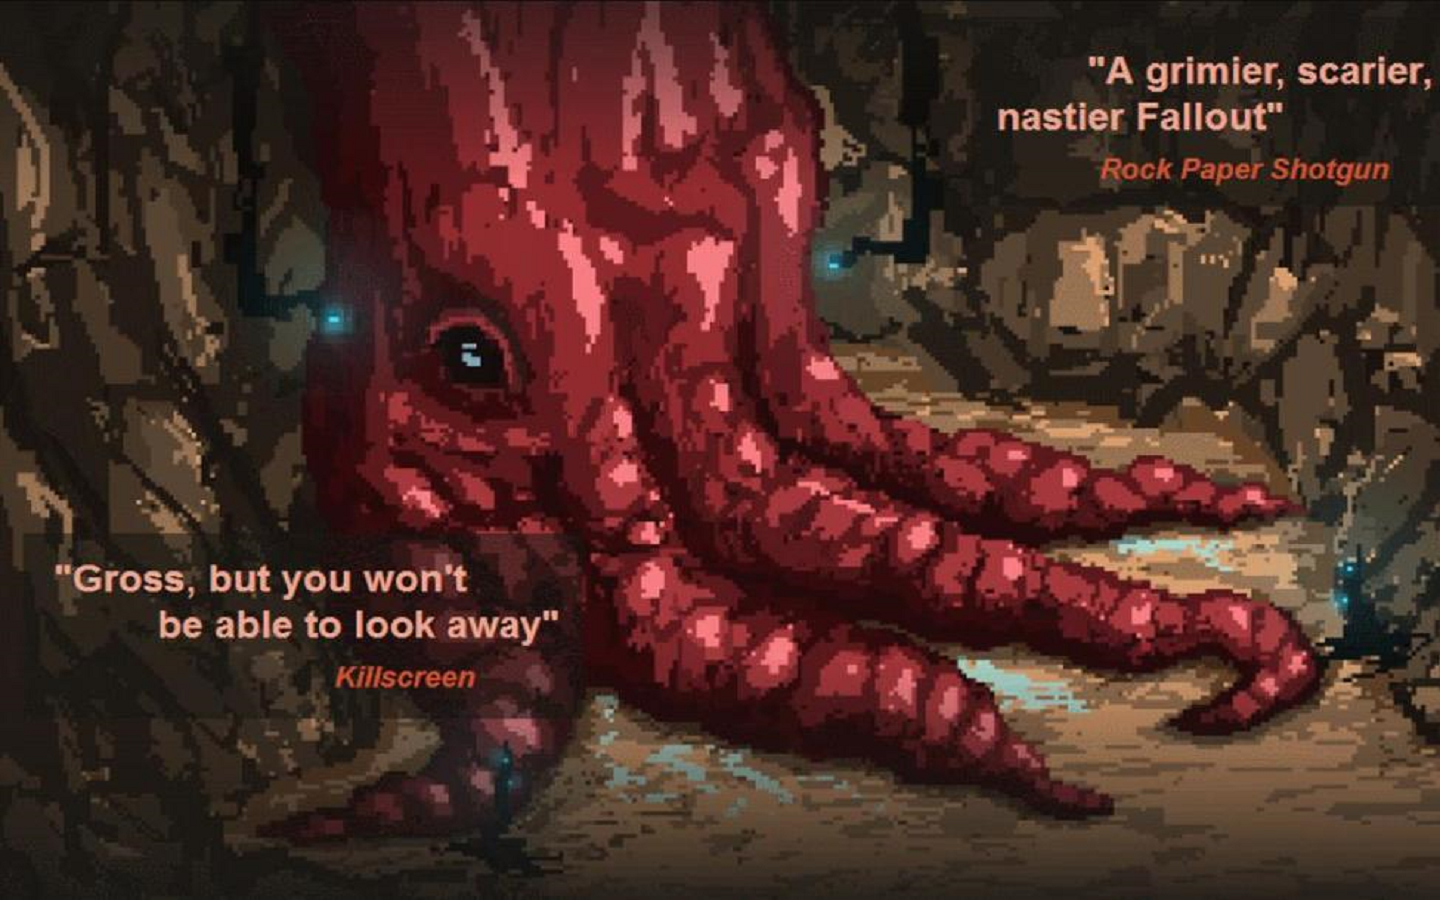 "A grimier, scarier,
nastier Fallout"
Rock Paper Shotgun
"Gross, but you won't
be able to look away"
Killscreen